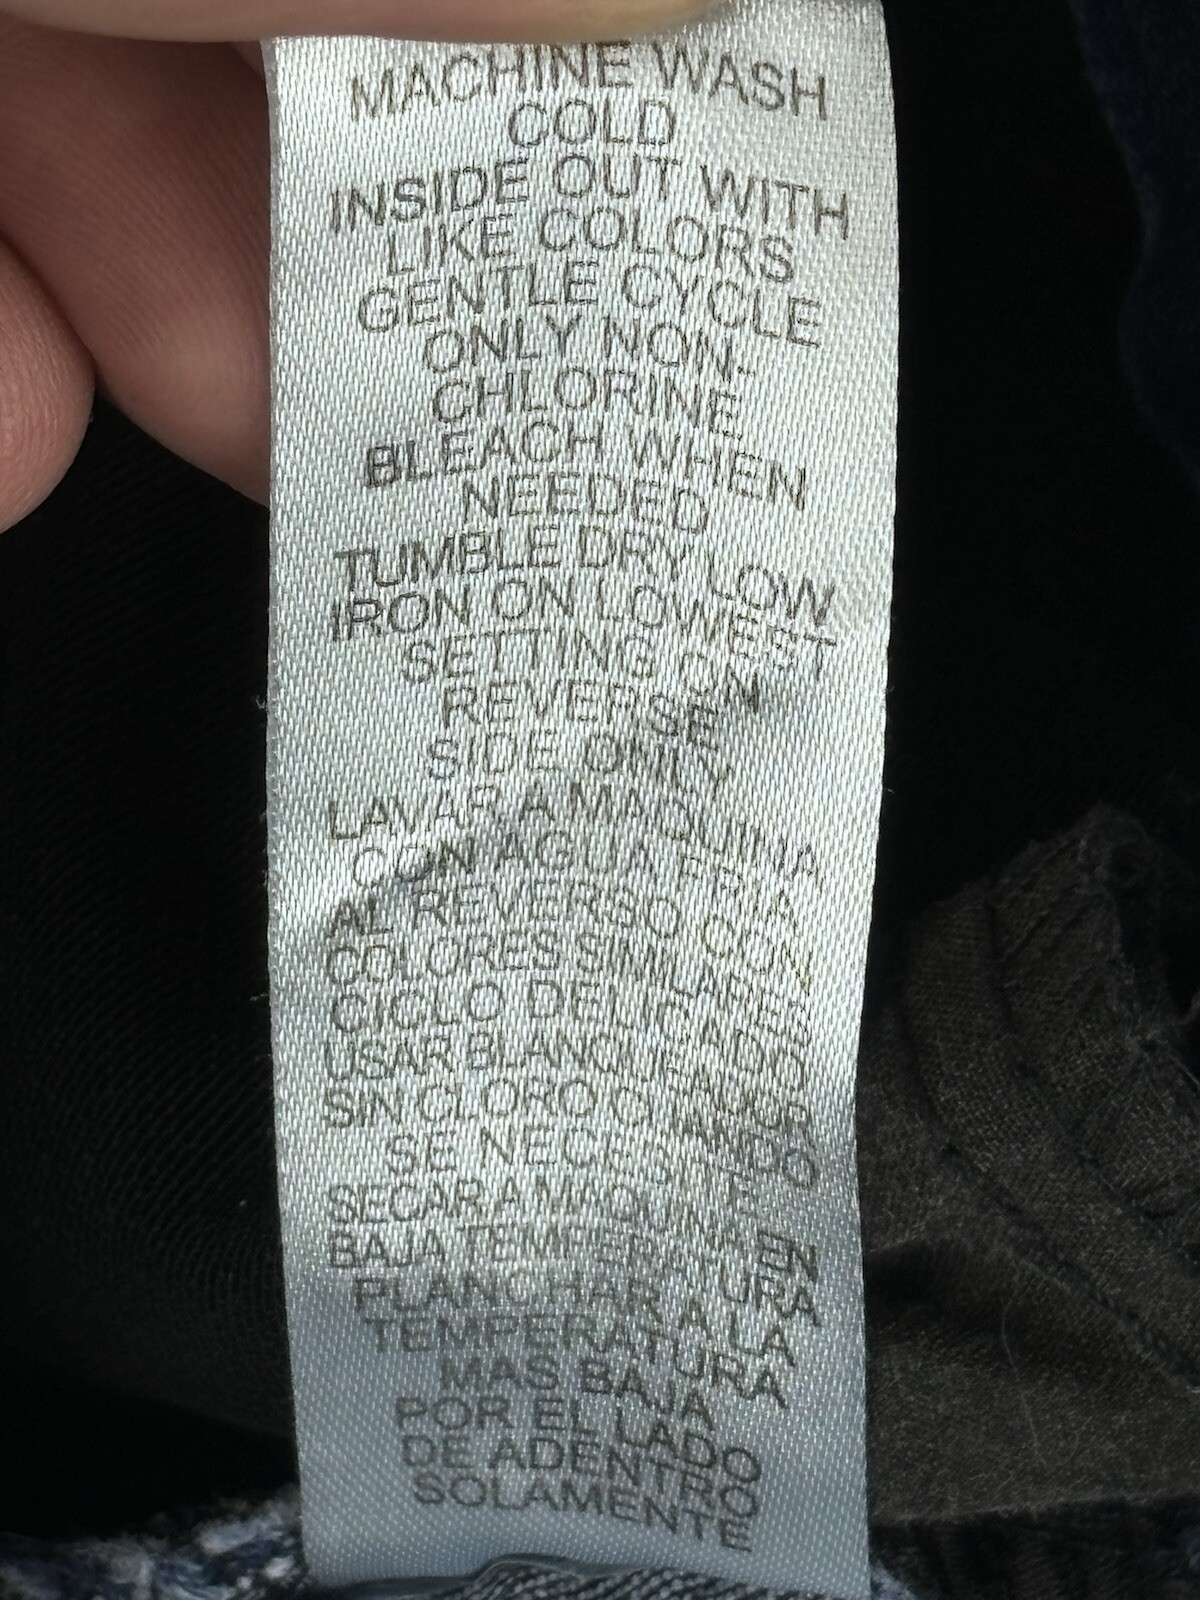 MACHINE WASH
COLD
INSIDE OUT WITH
LIKE COLORS
GENTLE CYCLE
ONLY NON-
CHLORINE
BLEACH WHEN
NEEDED
TUMBLE DRY LOW
IRON ON LOWEST
SETTING ON
REVERSE
SIDE ONLY
LAVAR A MAQUINA
CON AGUA FRIA
AL REVERSO CON
COLORES SIMILARES
CICLO DELICADO
USAR BLANQUEADOR
SIN CLORO CUANDO
SE NECESITE
SECAR A MAQUINA EN
BAJA TEMPERATURA
PLANCHAR A LA
TEMPERATURA
MAS BAJA
POR EL LADO
DE ADENTRO
SOLAMENTE